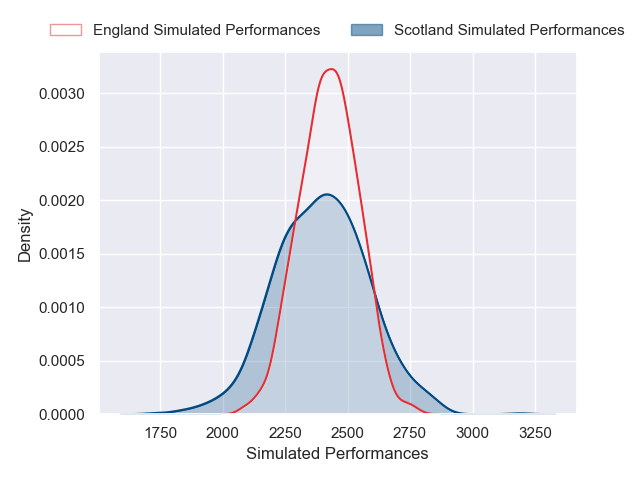 England Simulated Performances
Scotland Simulated Performances
0.0030
0.0025
0.0020
0.0015
0.0010
0.0005
0.0000
Density
1750 2000 2250 2500 2750 3000 3250
Simulated Performances